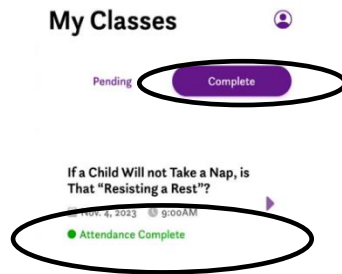 My Classes
Pending Complete
If a Child Will not Take a Nap, is
That “Resisting a Rest”?
Nov. 4, 2023 9:00AM
Attendance Complete